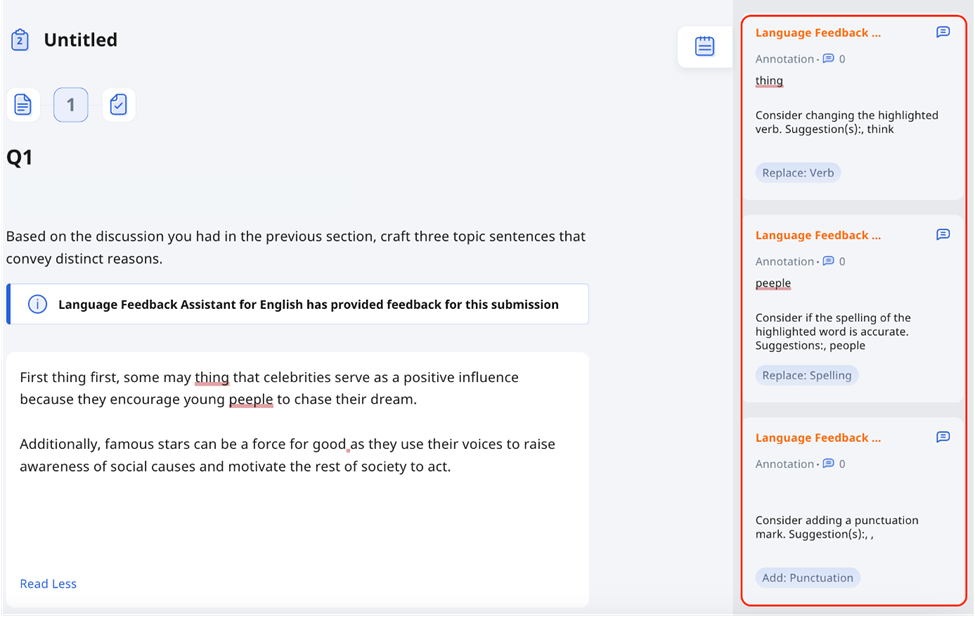 2
Untitled
1
Q1
Based on the discussion you had in the previous section, craft three topic sentences that
convey distinct reasons.
Language Feedback Assistant for English has provided feedback for this submission
First thing first, some may thing that celebrities serve as a positive influence
because they encourage young peeple to chase their dream.
Additionally, famous stars can be a force for good as they use their voices to raise
awareness of social causes and motivate the rest of society to act.
Read Less
Language Feedback ...
Annotation · 0
thing
Consider changing the highlighted
verb. Suggestion(s):, think
Replace: Verb
Language Feedback ...
Annotation · 0
peeple
Consider if the spelling of the
highlighted word is accurate.
Suggestions:, people
Replace: Spelling
Language Feedback ...
Annotation · 0
Consider adding a punctuation
mark. Suggestion(s):, ,
Add: Punctuation